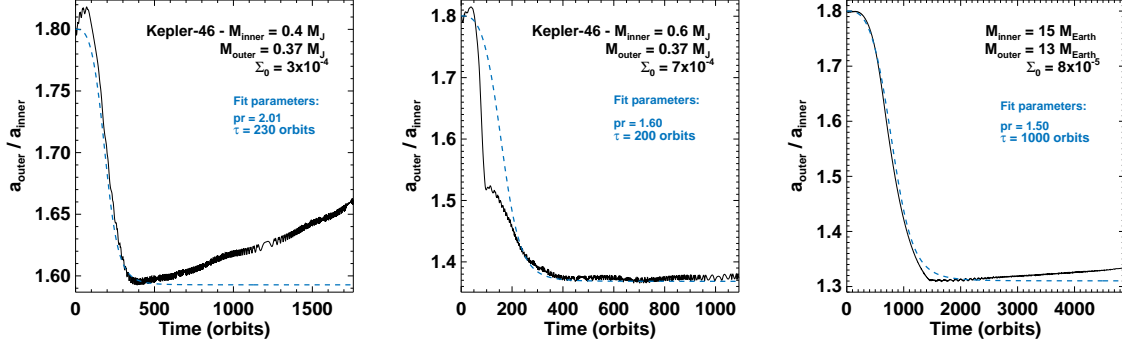 Kepler-46 - M_inner = 0.4 M_J
M_outer = 0.37 M_J
Σ_0 = 3x10^-4
Fit parameters:
pr = 2.01
τ = 230 orbits
a_outer / a_inner
1.80
1.75
1.70
1.65
1.60
0
500
1000
1500
Time (orbits)
Kepler-46 - M_inner = 0.6 M_J
M_outer = 0.37 M_J
Σ_0 = 7x10^-4
Fit parameters:
pr = 1.60
τ = 200 orbits
a_outer / a_inner
1.8
1.7
1.6
1.5
1.4
0
200
400
600
800
1000
Time (orbits)
M_inner = 15 M_Earth
M_outer = 13 M_Earth
Σ_0 = 8x10^-5
Fit parameters:
pr = 1.50
τ = 1000 orbits
a_outer / a_inner
1.8
1.7
1.6
1.5
1.4
1.3
0
1000
2000
3000
4000
Time (orbits)